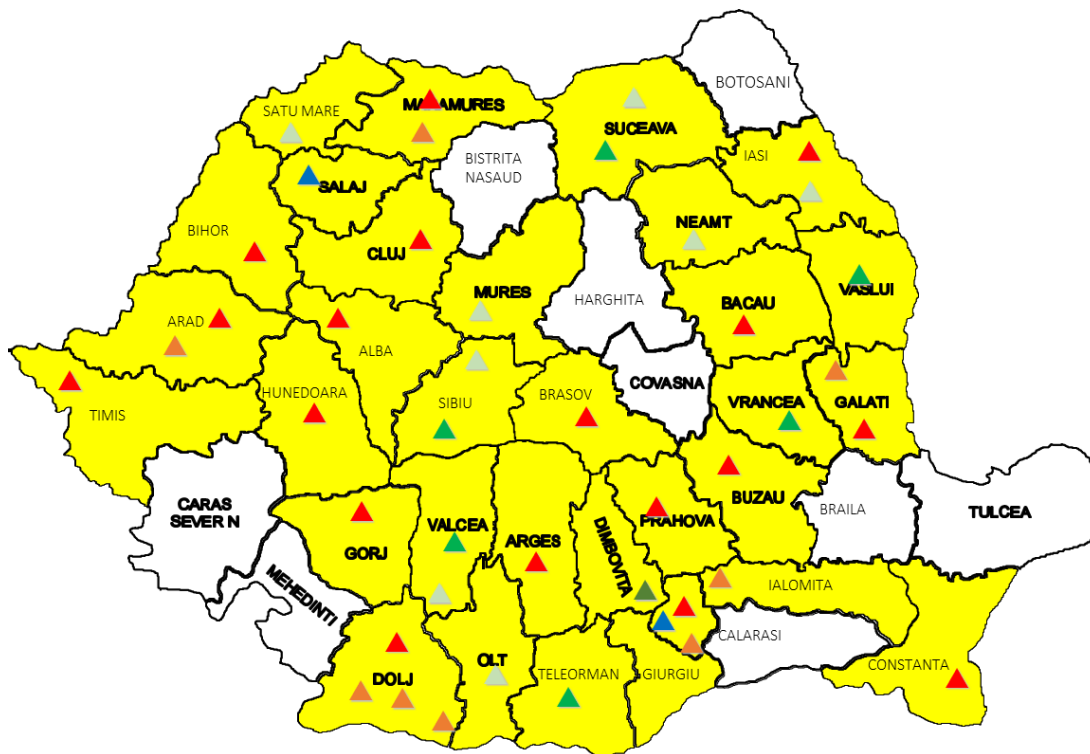 BOTOSANI
SATU MARE
MARAMURES
SUCEAVA
IASI
BISTRITA
NASAUD
SALAJ
NEAMT
BIHOR
CLUJ
MURES
HARGHITA
BACAU
VASLUI
ARAD
ALBA
COVASNA
HUNEDOARA
SIBIU
BRASOV
VRANCEA
GALATI
TIMIS
CARAS
SEVER N
GORJ
VALCEA
ARGES
DIMBOVITA
PRAHOVA
BUZAU
BRAILA
TULCEA
MEHEDINTI
IALOMITA
CALARASI
CONSTANTA
DOLJ
OLT
TELEORMAN
GIURGIU